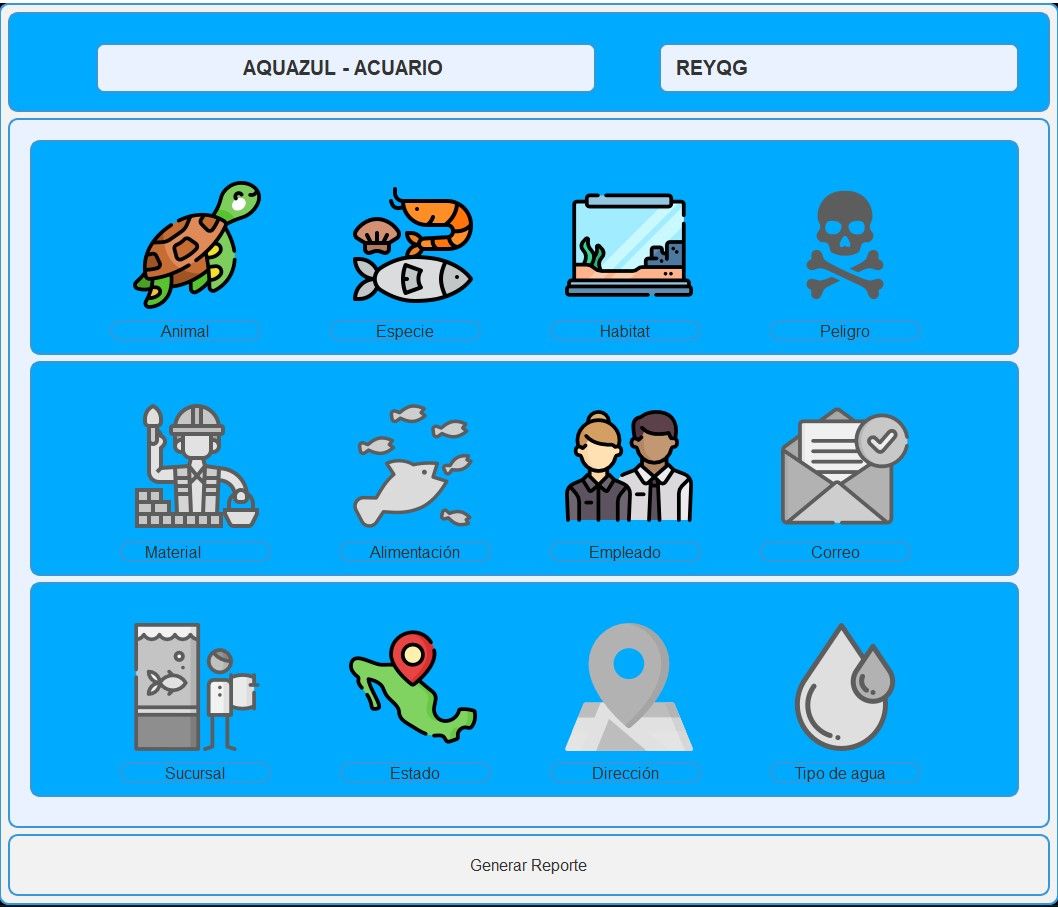 AQUAZUL - ACUARIO
REYQG
Animal
Especie
Habitat
Peligro
Material
Alimentación
Empleado
Correo
Sucursal
Estado
Dirección
Tipo de agua
Generar Reporte